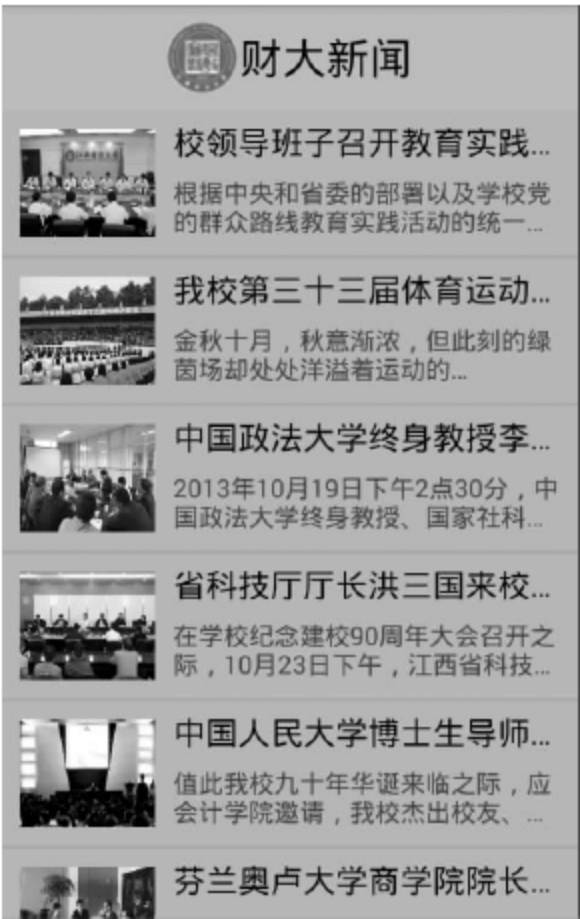 财大新闻
校领导班子召开教育实践...
根据中央和省委的部署以及学校党
的群众路线教育实践活动的统一...
我校第三十三届体育运动...
金秋十月，秋意渐浓，但此刻的绿
茵场却处处洋溢着运动的...
中国政法大学终身教授李...
2013年10月19日下午2点30分，中
国政法大学终身教授、国家社科...
省科技厅厅长洪三国来校...
在学校纪念建校90周年大会召开之
际，10月23日下午，江西省科技...
中国人民大学博士生导师...
值此我校九十年华诞来临之际，应
会计学院邀请，我校杰出校友、...
芬兰奥卢大学商学院院长...